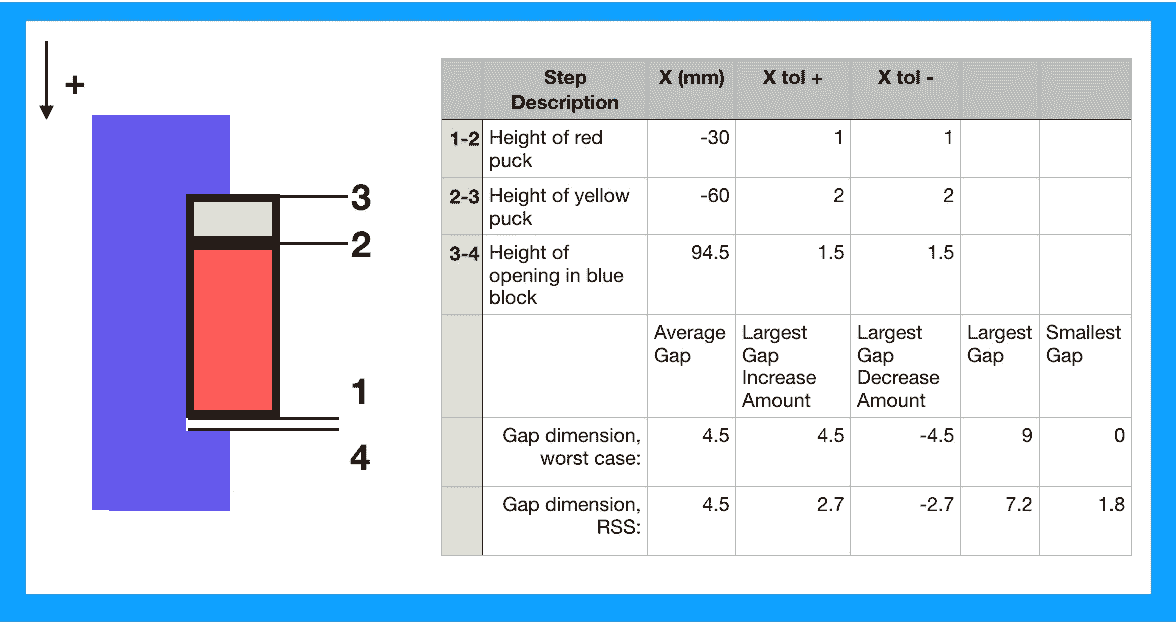 +
3
2
1
4
Step Description X (mm) X tol + X tol -
1-2 Height of red puck -30 1 1
2-3 Height of yellow puck -60 2 2
3-4 Height of opening in blue block 94.5 1.5 1.5
Average Gap Largest Gap Increase Amount Largest Gap Decrease Amount Largest Gap Smallest Gap
Gap dimension, worst case: 4.5 4.5 -4.5 9 0
Gap dimension, RSS: 4.5 2.7 -2.7 7.2 1.8